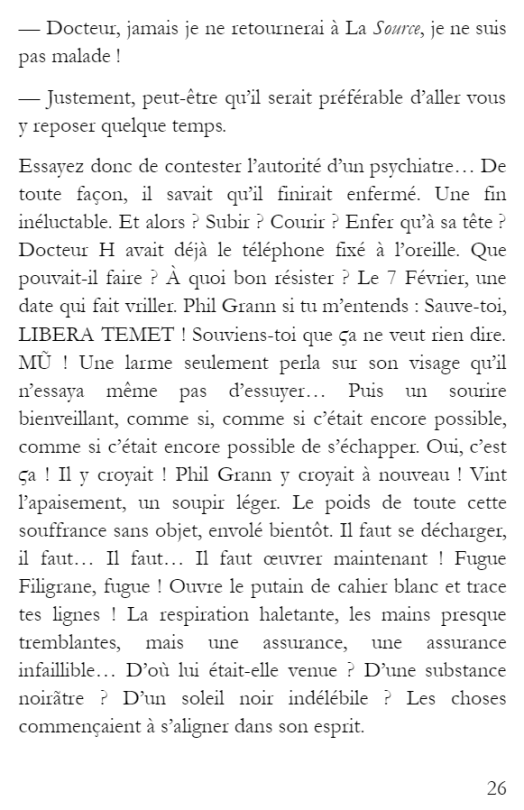 — Docteur, jamais je ne retournerai à La Source, je ne suis
pas malade !
— Justement, peut-être qu’il serait préférable d’aller vous
y reposer quelque temps.
Essayez donc de contester l’autorité d’un psychiatre… De
toute façon, il savait qu’il finirait enfermé. Une fin
inéluctable. Et alors ? Subir ? Courir ? Enfer qu’à sa tête ?
Docteur H avait déjà le téléphone fixé à l’oreille. Que
pouvait-il faire ? À quoi bon résister ? Le 7 Février, une
date qui fait vriller. Phil Grann si tu m’entends : Sauve-toi,
LIBERA TEMET ! Souviens-toi que ça ne veut rien dire.
MŨ ! Une larme seulement perla sur son visage qu’il
n’essaya même pas d’essuyer… Puis un sourire
bienveillant, comme si, comme si c’était encore possible,
comme si c’était encore possible de s’échapper. Oui, c’est
ça ! Il y croyait ! Phil Grann y croyait à nouveau ! Vint
l’apaisement, un soupir léger. Le poids de toute cette
souffrance sans objet, envolé bientôt. Il faut se décharger,
il faut… Il faut… Il faut œuvrer maintenant ! Fugue
Filigrane, fugue ! Ouvre le putain de cahier blanc et trace
tes lignes ! La respiration haletante, les mains presque
tremblantes, mais une assurance, une assurance
infaillible… D’où lui était-elle venue ? D’une substance
noirãtre ? D’un soleil noir indélébile ? Les choses
commençaient à s’aligner dans son esprit.
26